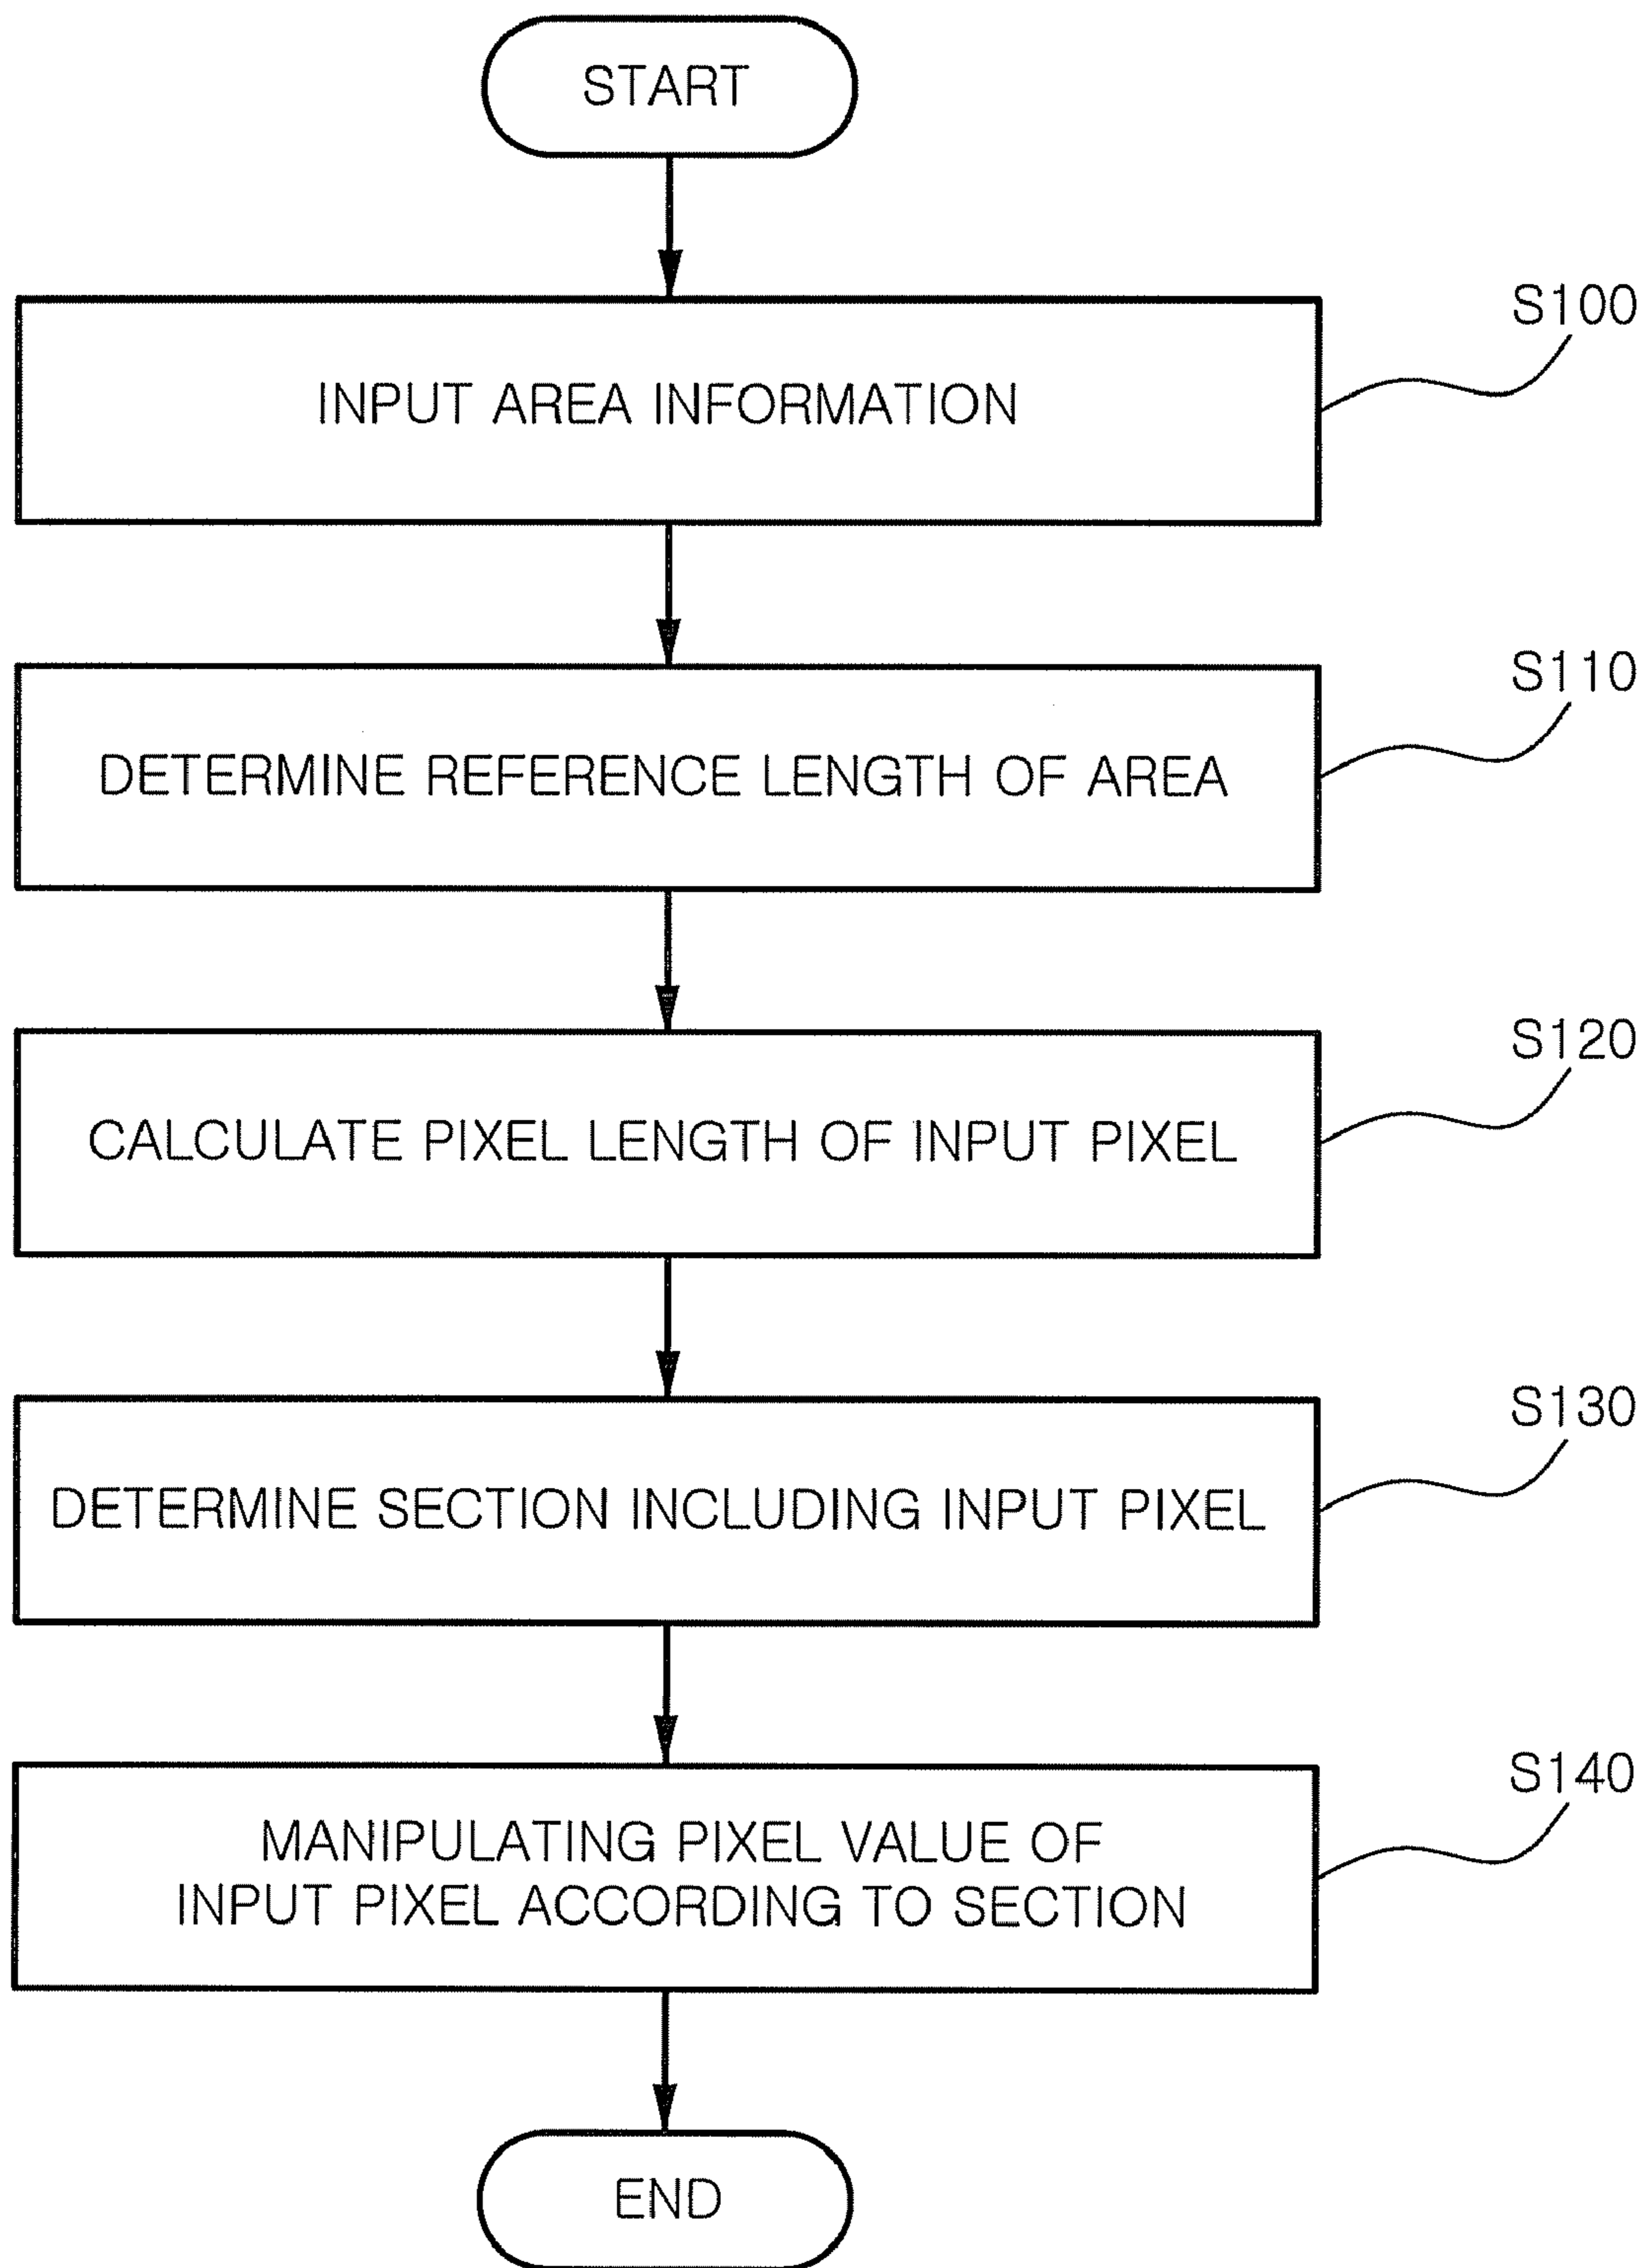 START
S100
INPUT AREA INFORMATION
S110
DETERMINE REFERENCE LENGTH OF AREA
S120
CALCULATE PIXEL LENGTH OF INPUT PIXEL
S130
DETERMINE SECTION INCLUDING INPUT PIXEL
S140
MANIPULATING PIXEL VALUE OF
INPUT PIXEL ACCORDING TO SECTION
END